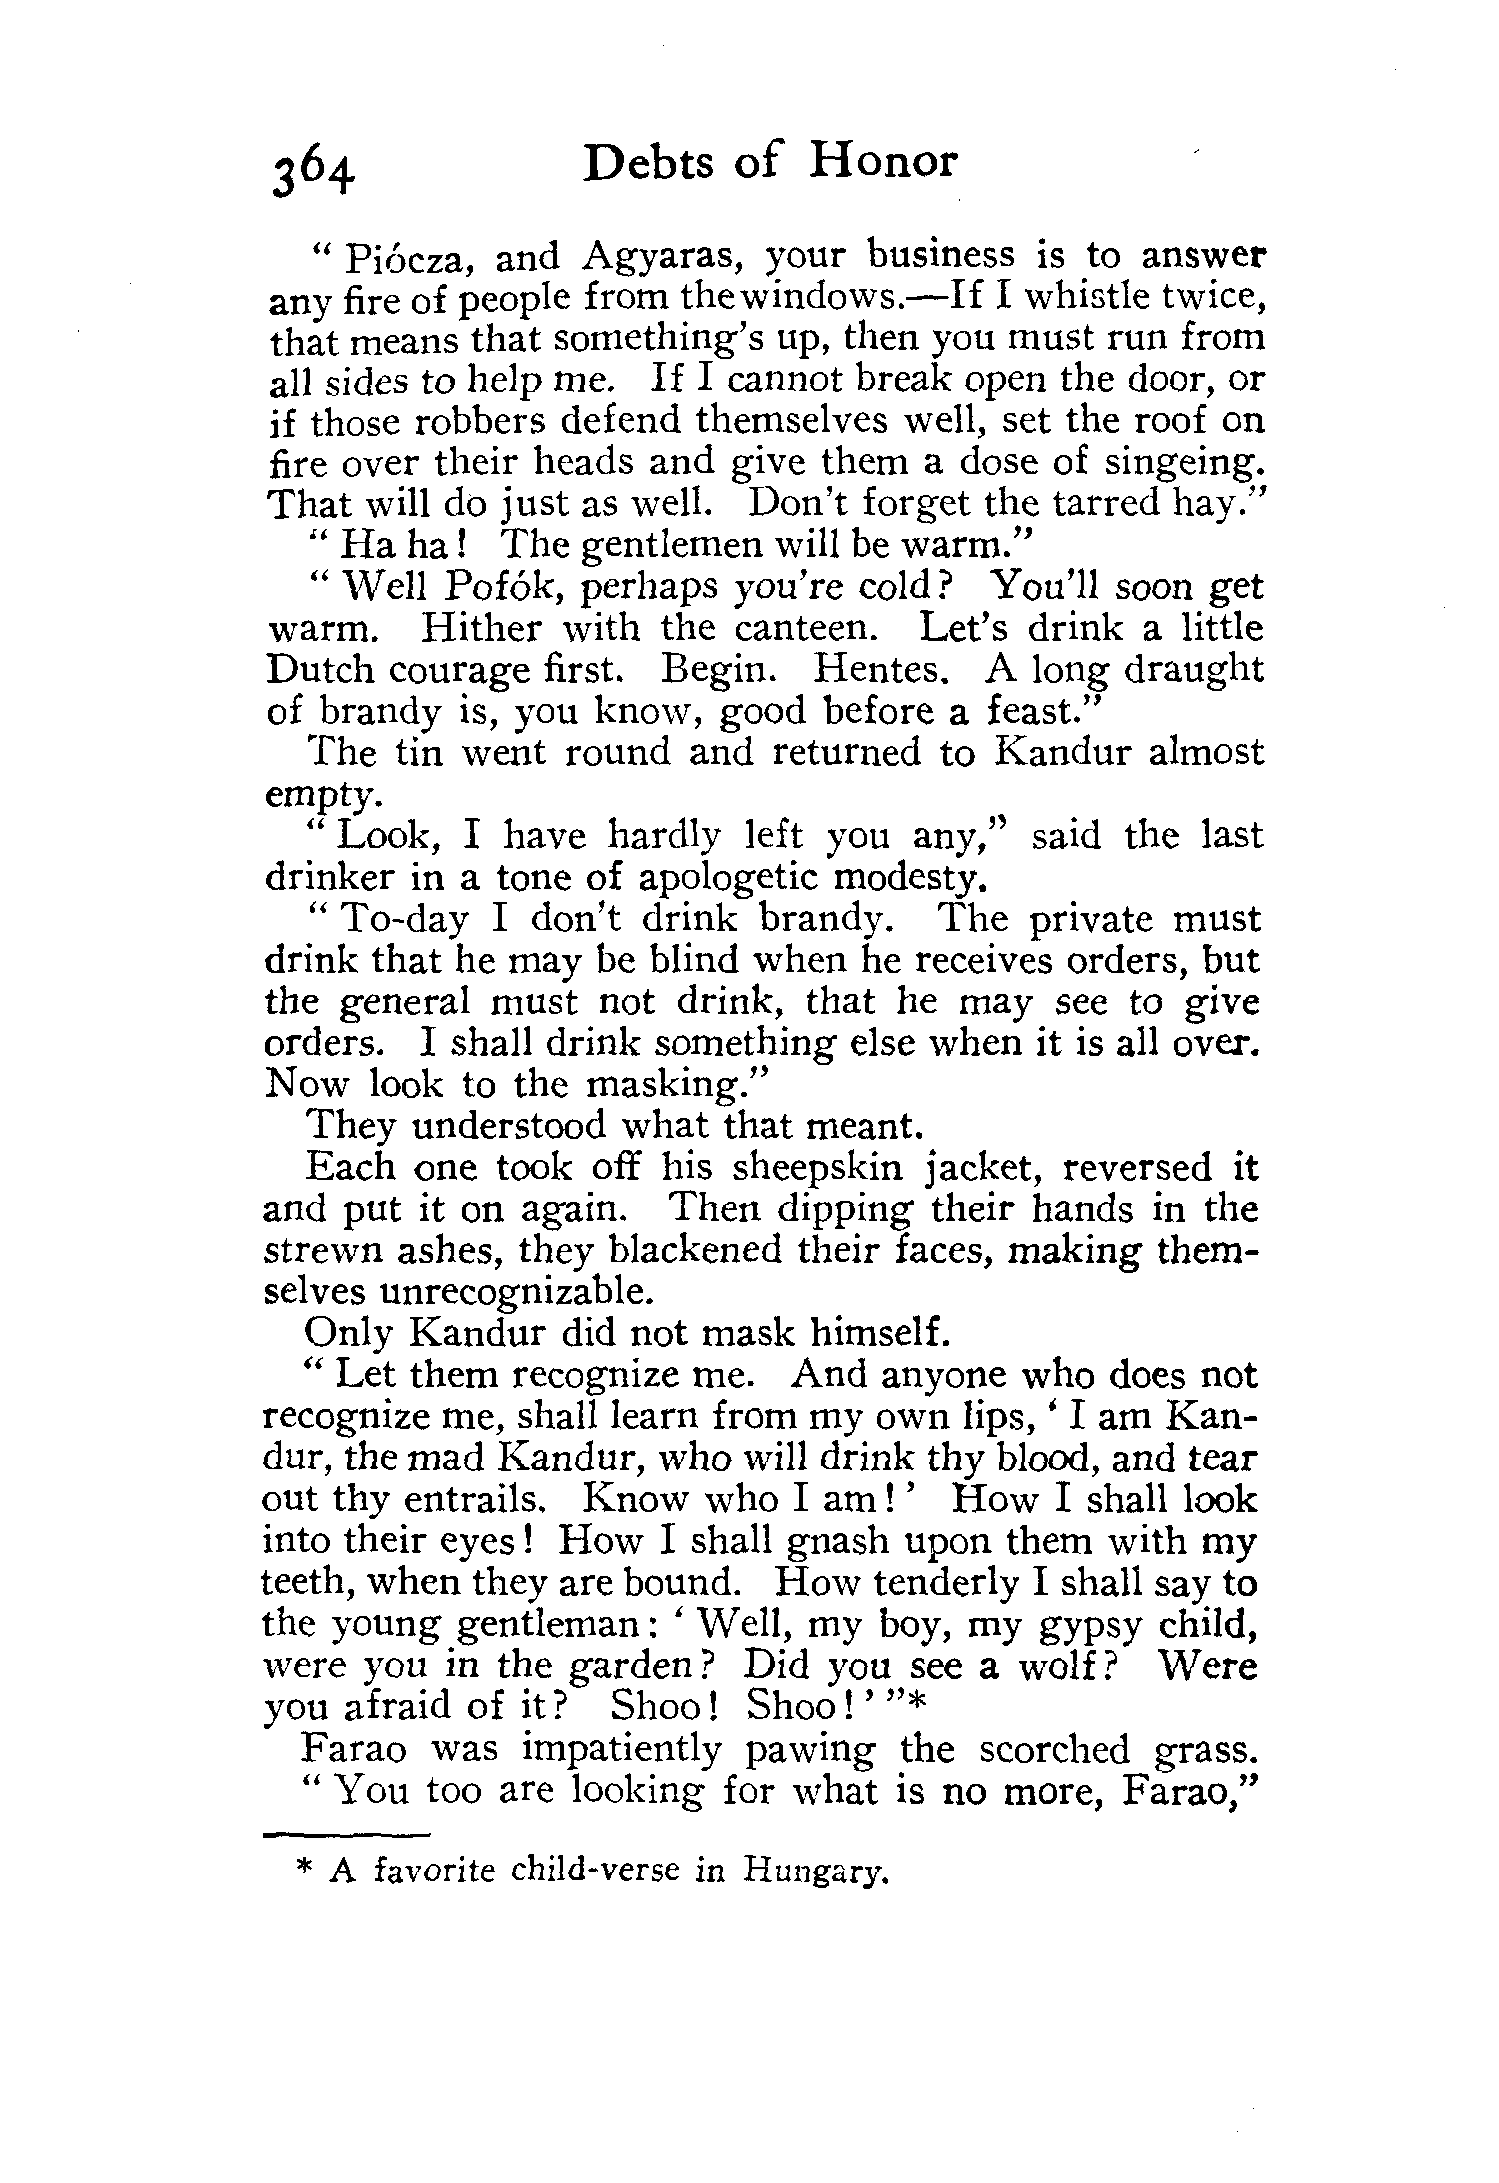 364 Debts of Honor
“ Piócza, and Agyaras, your business is to answer
any fire of people from thewindows.—If I whistle twice,
that means that something’s up, then you must run from
all sides to help me. If I cannot break open the door, or
if those robbers defend themselves well, set the roof on
fire over their heads and give them a dose of singeing.
That will do just as well. Don’t forget the tarred hay.”
“ Ha ha! The gentlemen will be warm.”
“ Well Pofók, perhaps you’re cold? You’ll soon get
warm. Hither with the canteen. Let’s drink a little
Dutch courage first. Begin. Hentes. A long draught
of brandy is, you know, good before a feast.”
The tin went round and returned to Kandur almost
empty.
“ Look, I have hardly left you any,” said the last
drinker in a tone of apologetic modesty.
“ To-day I don’t drink brandy. The private must
drink that he may be blind when he receives orders, but
the general must not drink, that he may see to give
orders. I shall drink something else when it is all over.
Now look to the masking.”
They understood what that meant.
Each one took off his sheepskin jacket, reversed it
and put it on again. Then dipping their hands in the
strewn ashes, they blackened their faces, making them-
selves unrecognizable.
Only Kandur did not mask himself.
“ Let them recognize me. And anyone who does not
recognize me, shall learn from my own lips, ‘ I am Kan-
dur, the mad Kandur, who will drink thy blood, and tear
out thy entrails. Know who I am! ’ How I shall look
into their eyes! How I shall gnash upon them with my
teeth, when they are bound. How tenderly I shall say to
the young gentleman: ‘ Well, my boy, my gypsy child,
were you in the garden? Did you see a wolf? Were
you afraid of it? Shoo! Shoo! ’ ”*
Farao was impatiently pawing the scorched grass.
“ You too are looking for what is no more, Farao,”
* A favorite child-verse in Hungary.